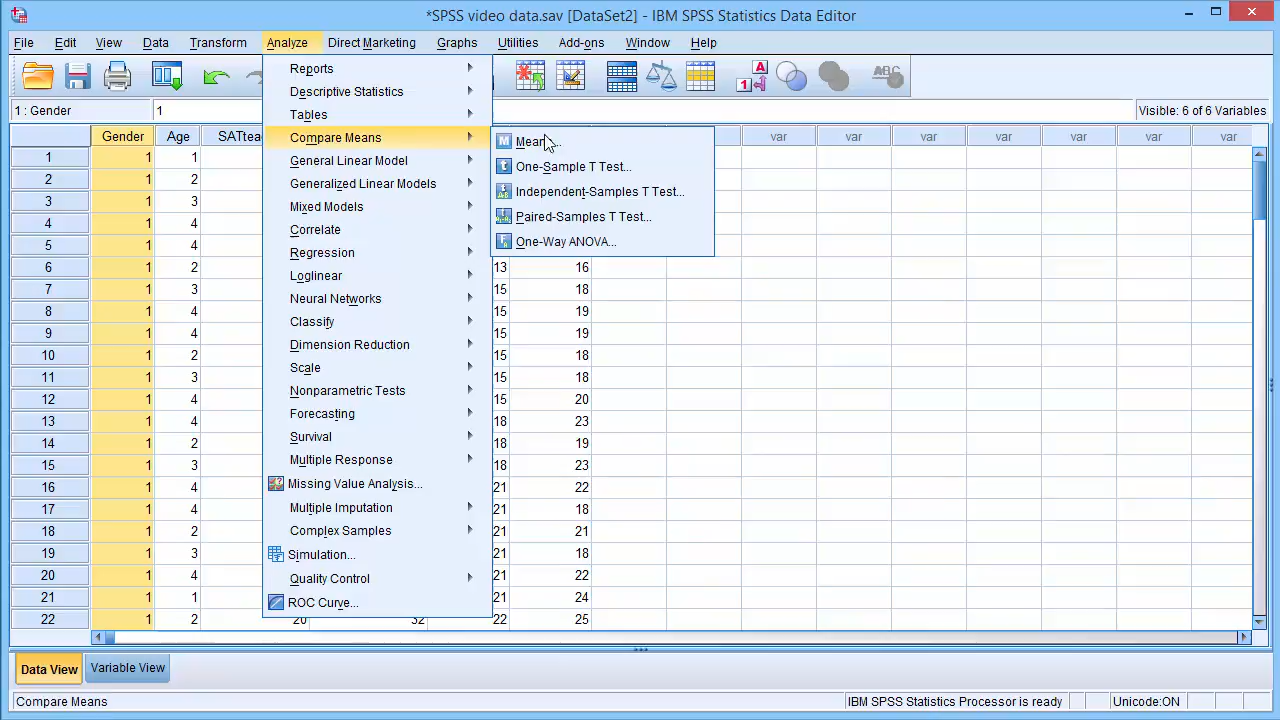 *SPSS video data.sav [DataSet2] - IBM SPSS Statistics Data Editor
File Edit View Data Transform Analyze Direct Marketing Graphs Utilities Add-ons Window Help
1 : Gender 1 Visible: 6 of 6 Variables
Gender Age SATtead var var var var var var var
Reports
Descriptive Statistics
Tables
Compare Means
General Linear Model
Generalized Linear Models
Mixed Models
Correlate
Regression
Loglinear
Neural Networks
Classify
Dimension Reduction
Scale
Nonparametric Tests
Forecasting
Survival
Multiple Response
Missing Value Analysis...
Multiple Imputation
Complex Samples
Simulation...
Quality Control
ROC Curve...
One-Sample T Test...
Independent-Samples T Test...
Paired-Samples T Test...
One-Way ANOVA...
1 1 1
2 1 2
3 1 3
4 1 4
5 1 4
6 1 2 13 16
7 1 3 15 18
8 1 4 15 19
9 1 4 15 19
10 1 2 15 18
11 1 3 15 18
12 1 4 15 20
13 1 4 18 23
14 1 2 18 19
15 1 3 18 23
16 1 4 21 22
17 1 4 21 18
18 1 2 21 21
19 1 3 21 18
20 1 4 21 22
21 1 1 21 24
22 1 2 20 32 22 25
Data View Variable View
Compare Means IBM SPSS Statistics Processor is ready Unicode:ON